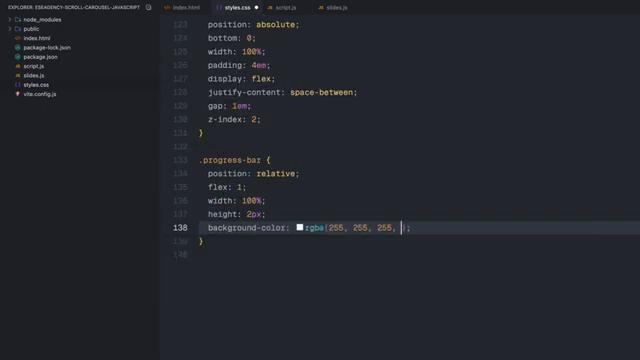 EXPLORER: ESEAGENCY-SCROLL-CAROUSEL-JAVASCRIPT
node_modules
public
index.html
package-lock.json
package.json
script.js
slides.js
styles.css
vite.config.js
index.html
styles.css
script.js
slides.js
123 position: absolute;
124 bottom: 0;
125 width: 100%;
126 padding: 4em;
127 display: flex;
128 justify-content: space-between;
129 gap: 1em;
130 z-index: 2;
131 }
132
133 .progress-bar {
134 position: relative;
135 flex: 1;
136 width: 100%;
137 height: 2px;
138 background-color: rgba(255, 255, 255, );
139 }